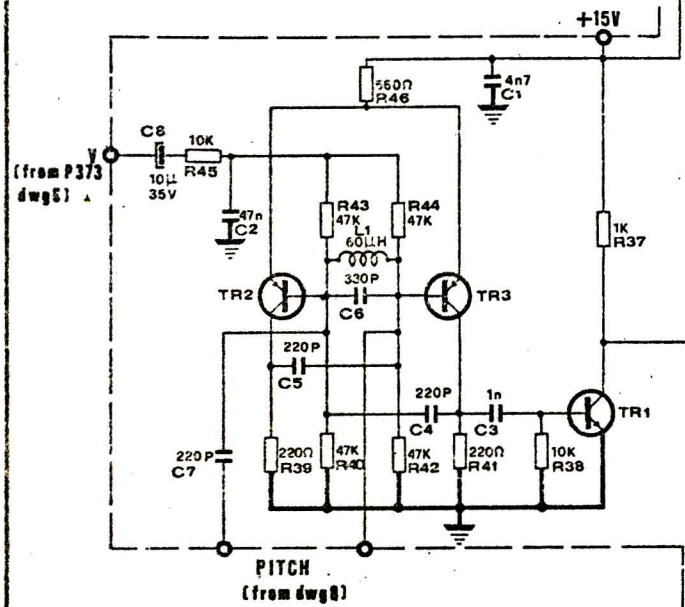 +15V
560Ω
R46
4n7
C1
V
(from P373
dwg5)
C8
10µ
35V
10K
R45
47n
C2
R43
47K
R44
47K
L1
60µH
1K
R37
TR2
330P
C6
TR3
220P
C5
220P
C4
1n
C3
TR1
220P
C7
220Ω
R39
47K
R40
47K
R42
220Ω
R41
10K
R38
PITCH
(from dwg8)